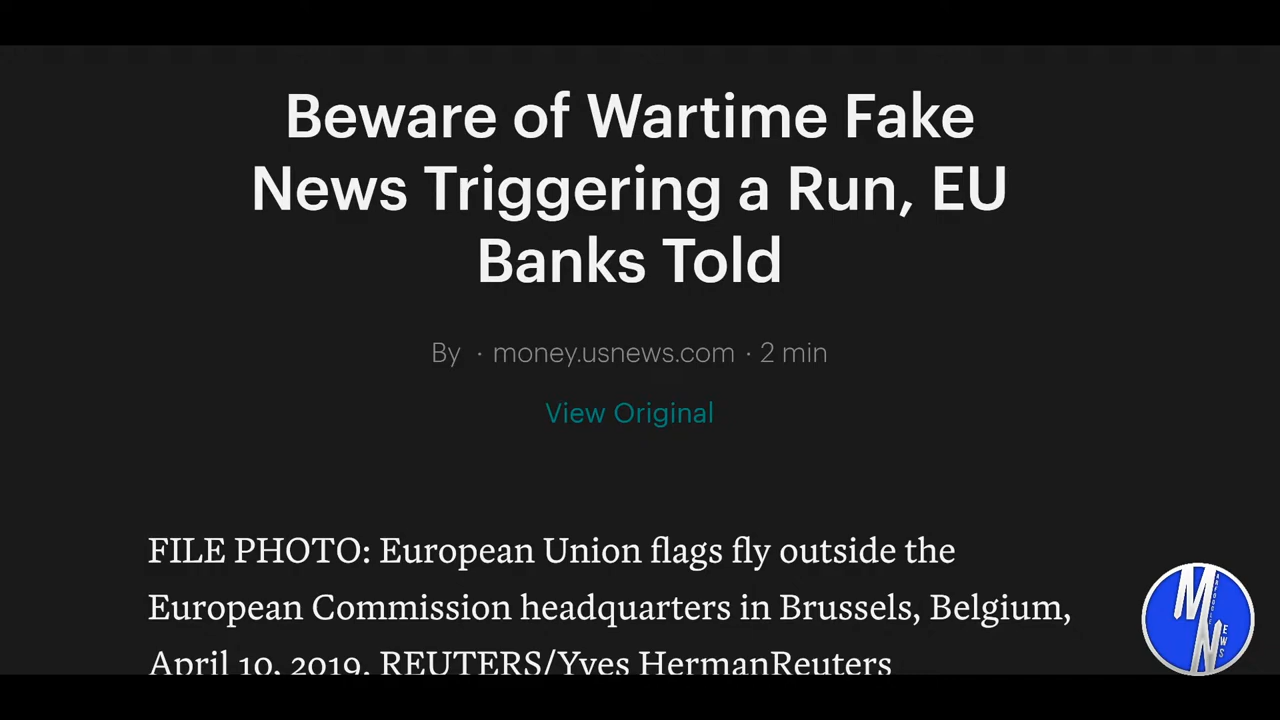 Beware of Wartime Fake
News Triggering a Run, EU
Banks Told
By · money.usnews.com · 2 min
View Original
FILE PHOTO: European Union flags fly outside the
European Commission headquarters in Brussels, Belgium,
April 10, 2019. REUTERS/Yves HermanReuters
M
N
EWS